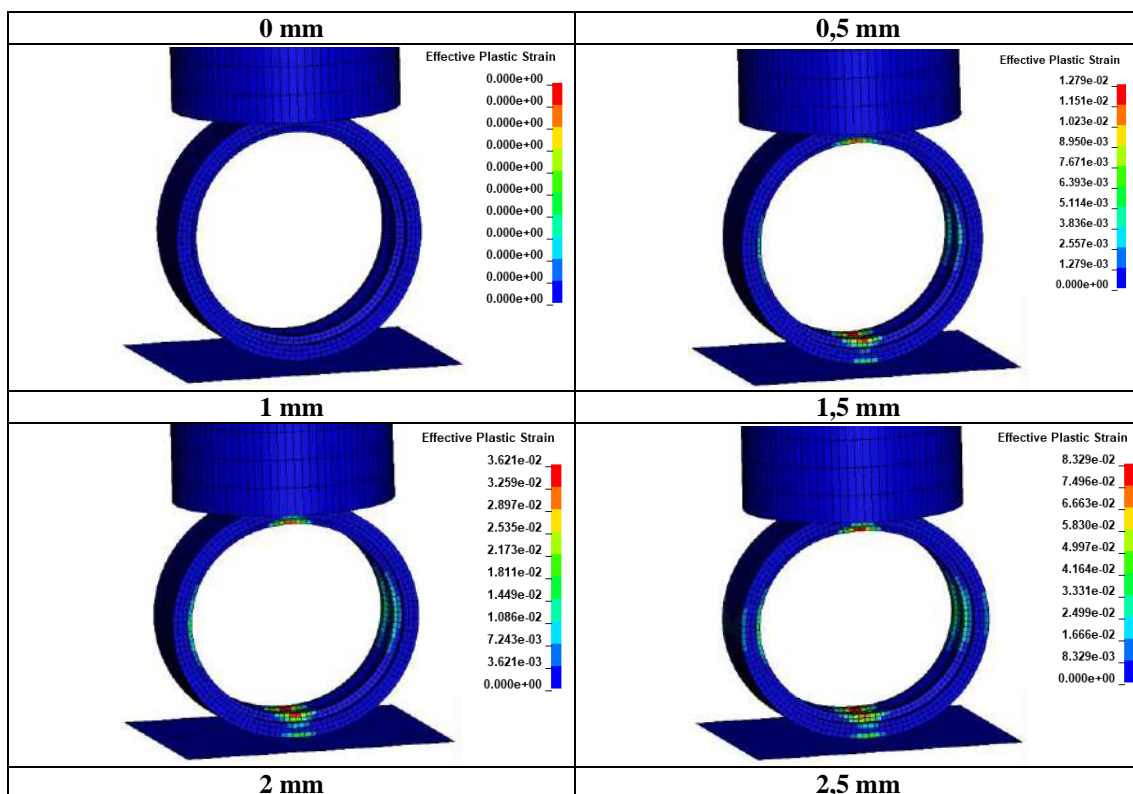 0 mm
0,5 mm
Effective Plastic Strain
0.000e+00
0.000e+00
0.000e+00
0.000e+00
0.000e+00
0.000e+00
0.000e+00
0.000e+00
0.000e+00
0.000e+00
0.000e+00
Effective Plastic Strain
1.279e-02
1.151e-02
1.023e-02
8.950e-03
7.671e-03
6.393e-03
5.114e-03
3.836e-03
2.557e-03
1.279e-03
0.000e+00
1 mm
1,5 mm
Effective Plastic Strain
3.621e-02
3.259e-02
2.897e-02
2.535e-02
2.173e-02
1.811e-02
1.449e-02
1.086e-02
7.243e-03
3.621e-03
0.000e+00
Effective Plastic Strain
8.329e-02
7.496e-02
6.663e-02
5.830e-02
4.997e-02
4.164e-02
3.331e-02
2.499e-02
1.666e-02
8.329e-03
0.000e+00
2 mm
2,5 mm